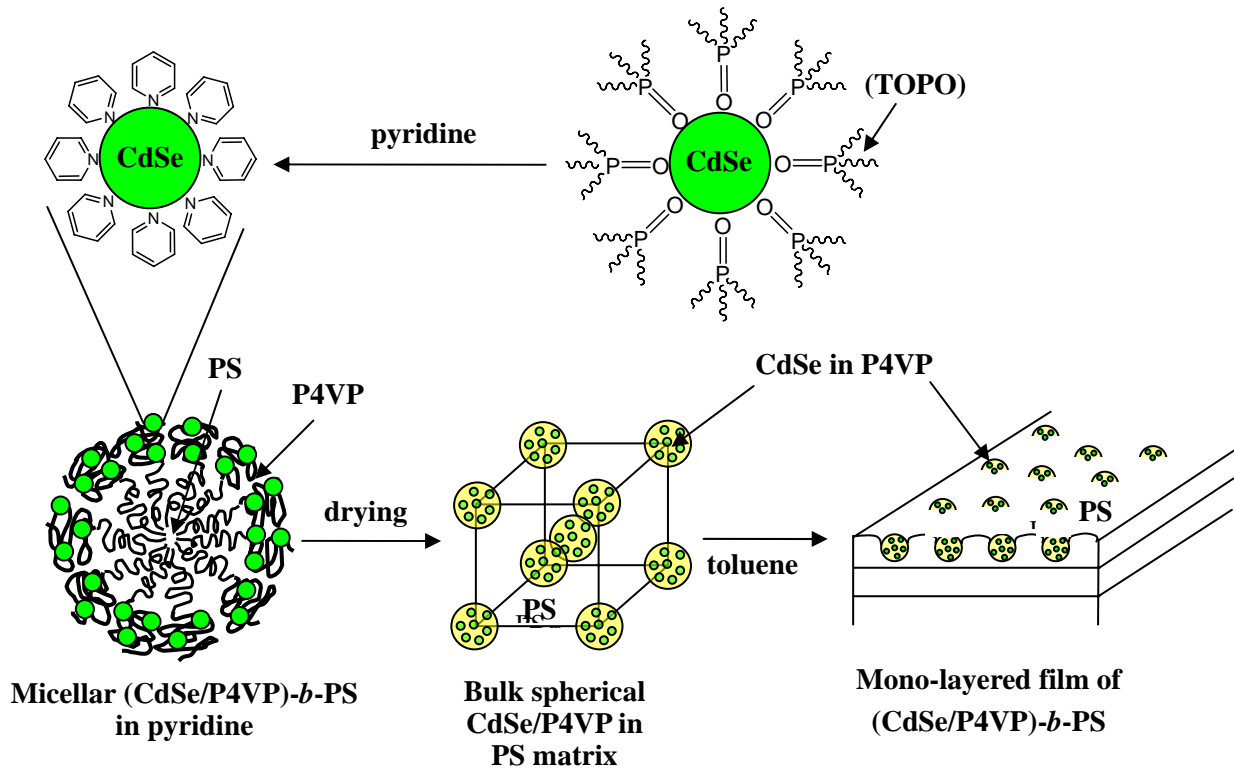 N N N N N N N N
CdSe
pyridine
P P P P P P P P
O O O O O O O O
CdSe
(TOPO)
PS
P4VP
CdSe in P4VP
drying
PS
toluene
PS
Micellar (CdSe/P4VP)-b-PS
in pyridine
Bulk spherical
CdSe/P4VP in
PS matrix
Mono-layered film of
(CdSe/P4VP)-b-PS